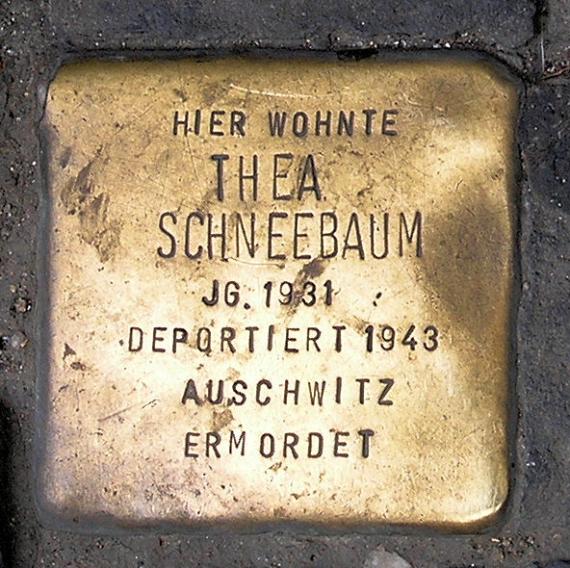 HIER WOHNTE
THEA
SCHNEEBAUM
JG. 1931
DEPORTIERT 1943
AUSCHWITZ
ERMORDET